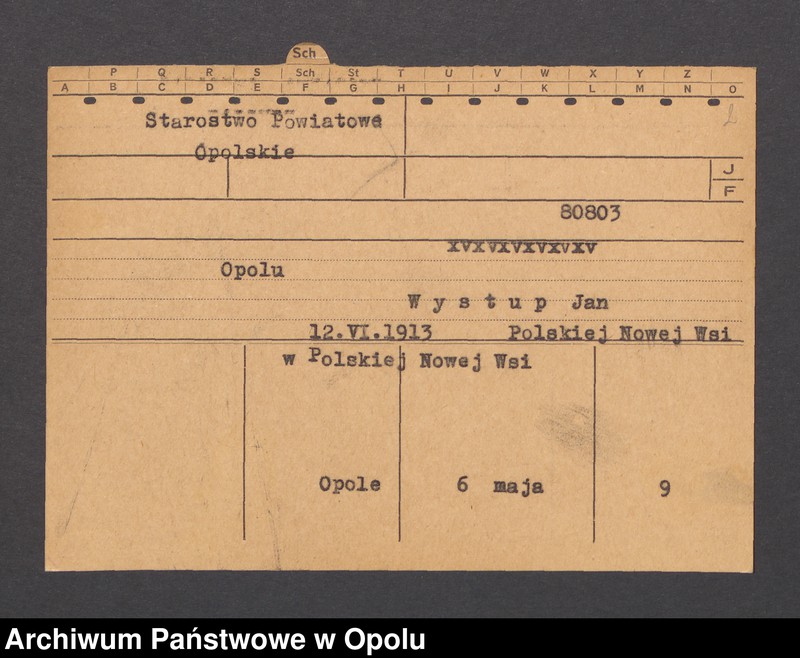 Sch
P Q R S Sch St T U V W X Y Z
A B C D E F G H I J K L M N O
Starostwo Powiatowe
Opolskie
J
F
80803
xvxvxvxvxvxv
Opolu
W y s t u p Jan
12.VI.1913 Polskiej Nowej Wsi
w Polskiej Nowej Wsi
Opole 6 maja 9
Archiwum Państwowe w Opolu